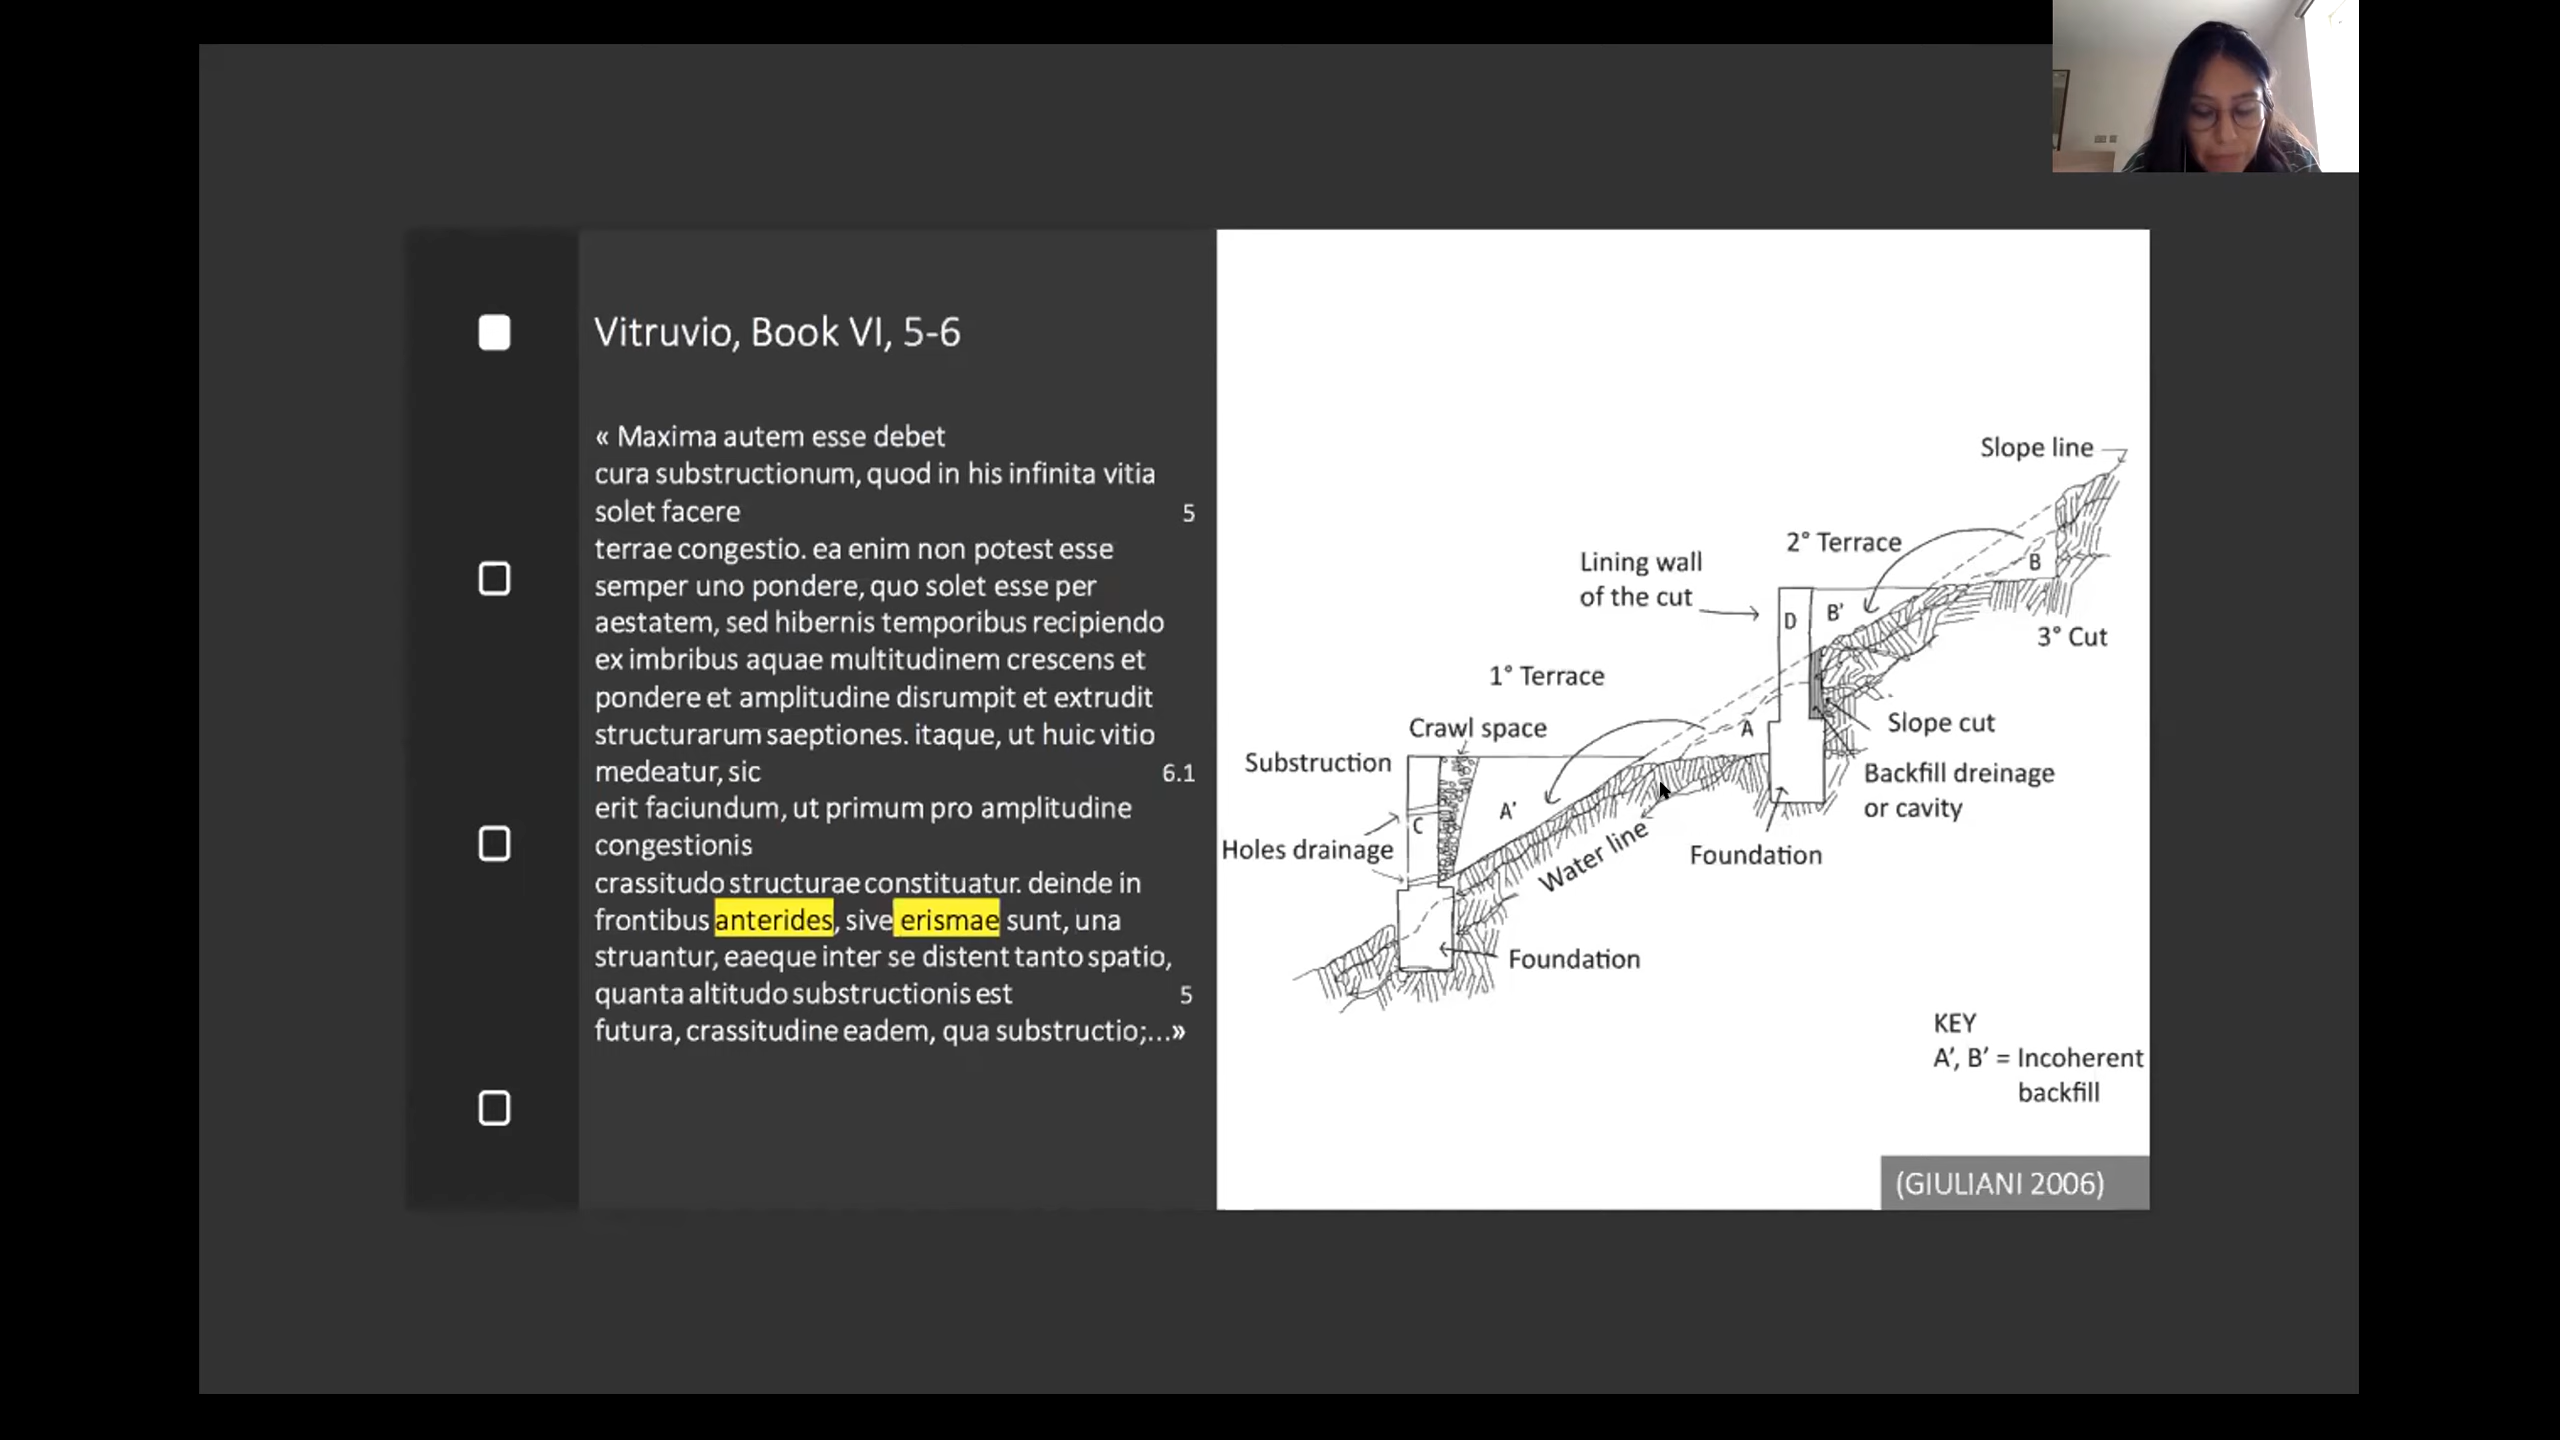 Vitruvio, Book VI, 5-6
« Maxima autem esse debet
cura substructionum, quod in his infinita vitia
solet facere 5
terrae congestio. ea enim non potest esse
semper uno pondere, quo solet esse per
aestatem, sed hibernis temporibus recipiendo
ex imbribus aquae multitudinem crescens et
pondere et amplitudine disrumpit et extrudit
structurarum saeptiones. itaque, ut huic vitio
medeatur, sic 6.1
erit faciundum, ut primum pro amplitudine
congestionis
crassitudo structurae constituatur. deinde in
frontibus anterides, sive erismae sunt, una
struantur, eaeque inter se distent tanto spatio,
quanta altitudo substructionis est 5
futura, crassitudine eadem, qua substructio;...»
Slope line
2° Terrace
Lining wall
of the cut
B
D
B'
3° Cut
1° Terrace
Slope cut
Crawl space
A
Substruction
Backfill dreinage
or cavity
A'
C
Holes drainage
Water line
Foundation
Foundation
KEY
A', B' = Incoherent
backfill
(GIULIANI 2006)